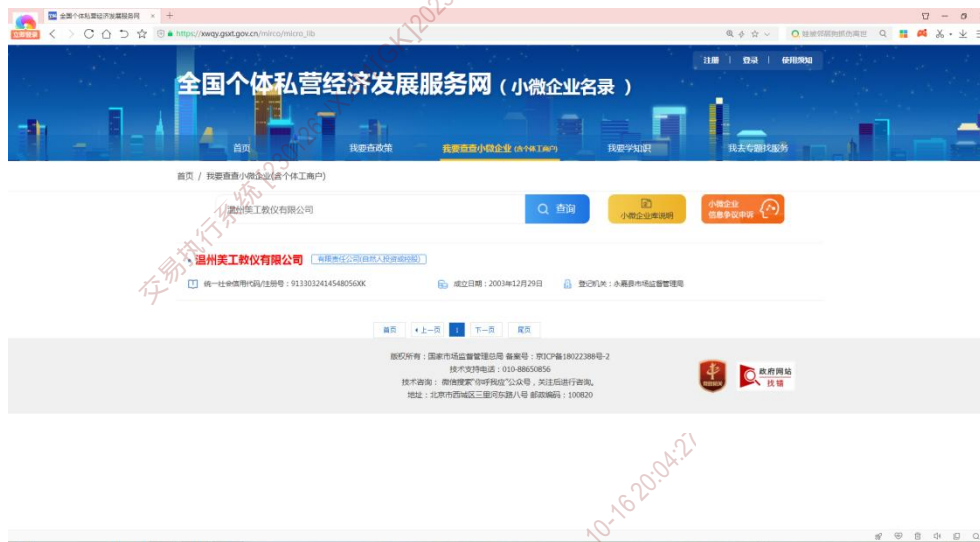 全国个体私营经济发展服务网
https://xwqy.gsxt.gov.cn/mirco/micro_lib
注册 | 登录 | 使用须知
全国个体私营经济发展服务网（小微企业名录 ）
首页 我要查政策 我要查查小微企业 (含个体工商户) 我要学知识 我去专题找服务
首页 / 我要查查小微企业(含个体工商户)
温州美工教仪有限公司 查询 小微企业库说明 小微企业
信息争议申诉
温州美工教仪有限公司 有限责任公司(自然人投资或控股)
统一社会信用代码/注册号：9133032414548056XK 成立日期：2003年12月29日 登记机关：永嘉县市场监督管理局
首页 上一页 1 下一页 尾页
版权所有：国家市场监督管理总局 备案号：京ICP备18022388号-2
技术支持电话：010-88650856
技术咨询： 微信搜索“你呼我应”公众号，关注后进行咨询。
地址：北京市西城区三里河东路八号 邮政编码：100820
政府网站
找错
交易执行系统
10-16 20:04:27